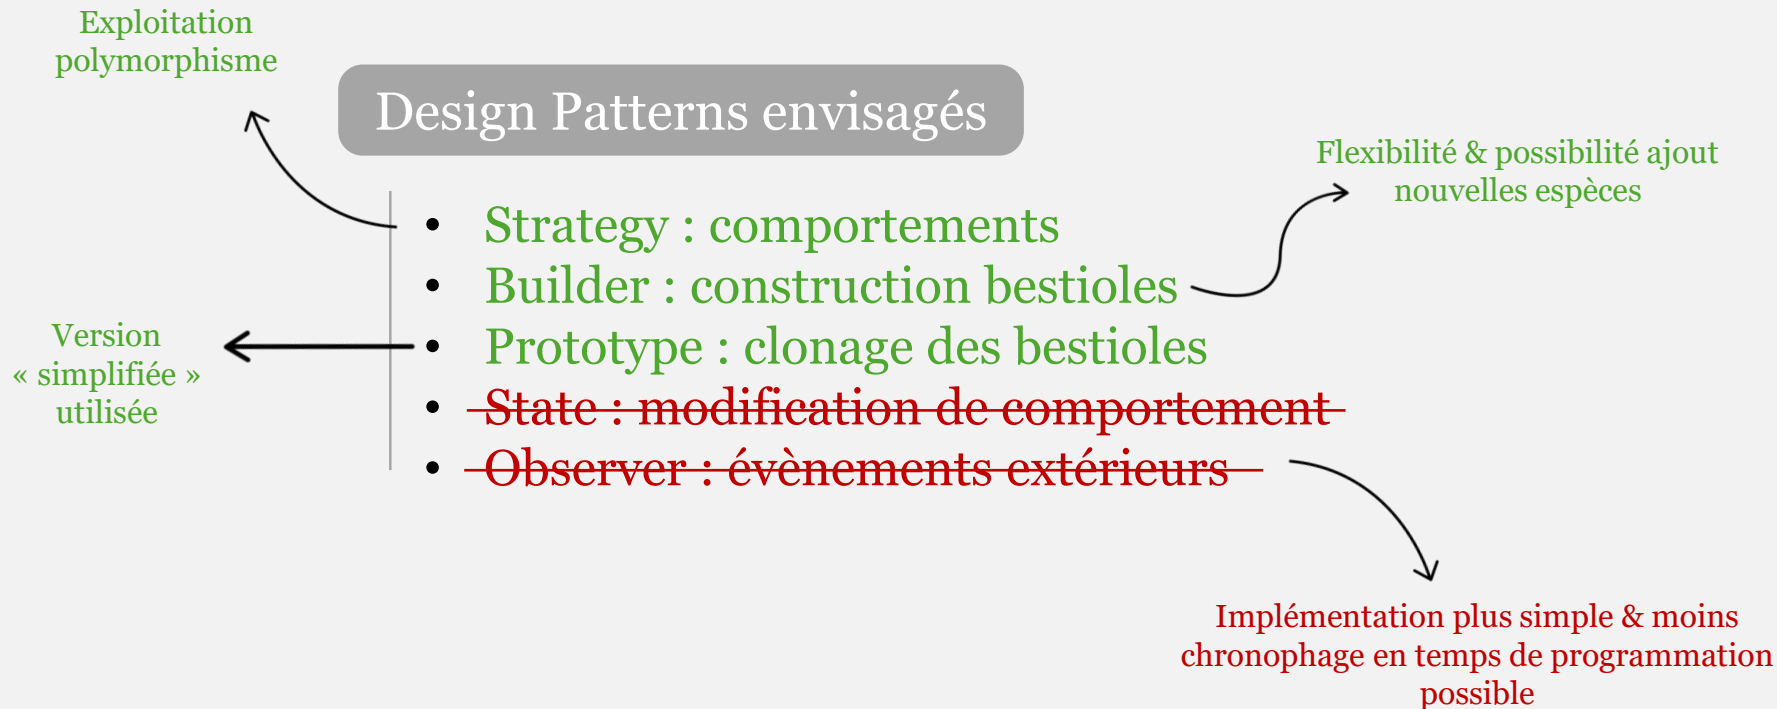 Exploitation
polymorphisme
Design Patterns envisagés
Flexibilité & possibilité ajout
nouvelles espèces
• Strategy : comportements
• Builder : construction bestioles
• Prototype : clonage des bestioles
• State : modification de comportement
• Observer : évènements extérieurs
Version
« simplifiée »
utilisée
Implémentation plus simple & moins
chronophage en temps de programmation
possible